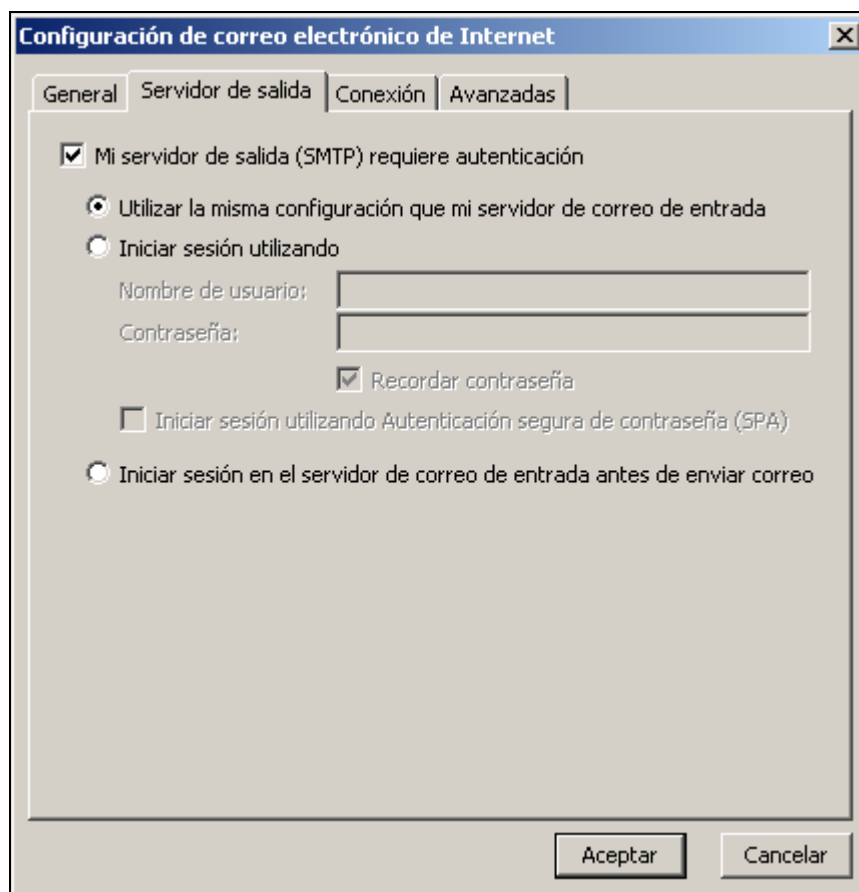 Configuración de correo electrónico de Internet
General Servidor de salida Conexión Avanzadas
Mi servidor de salida (SMTP) requiere autenticación
Utilizar la misma configuración que mi servidor de correo de entrada
Iniciar sesión utilizando
Nombre de usuario:
Contraseña:
Recordar contraseña
Iniciar sesión utilizando Autenticación segura de contraseña (SPA)
Iniciar sesión en el servidor de correo de entrada antes de enviar correo
Aceptar Cancelar